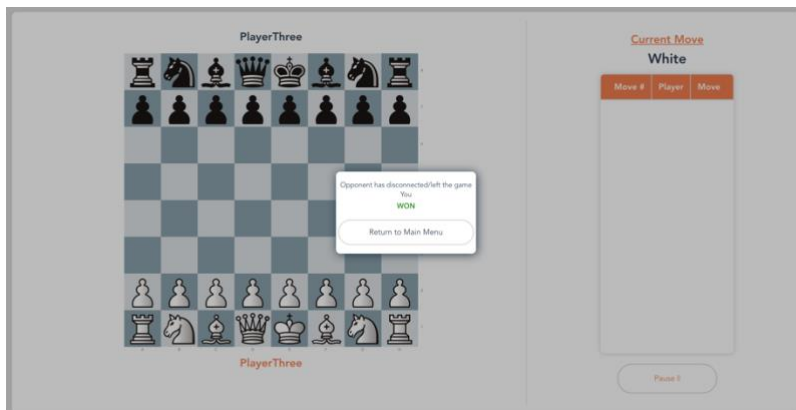 PlayerThree
Opponent has disconnected/left the game
You
WON
Return to Main Menu
PlayerThree
Current Move
White
Move # Player Move
Pause II